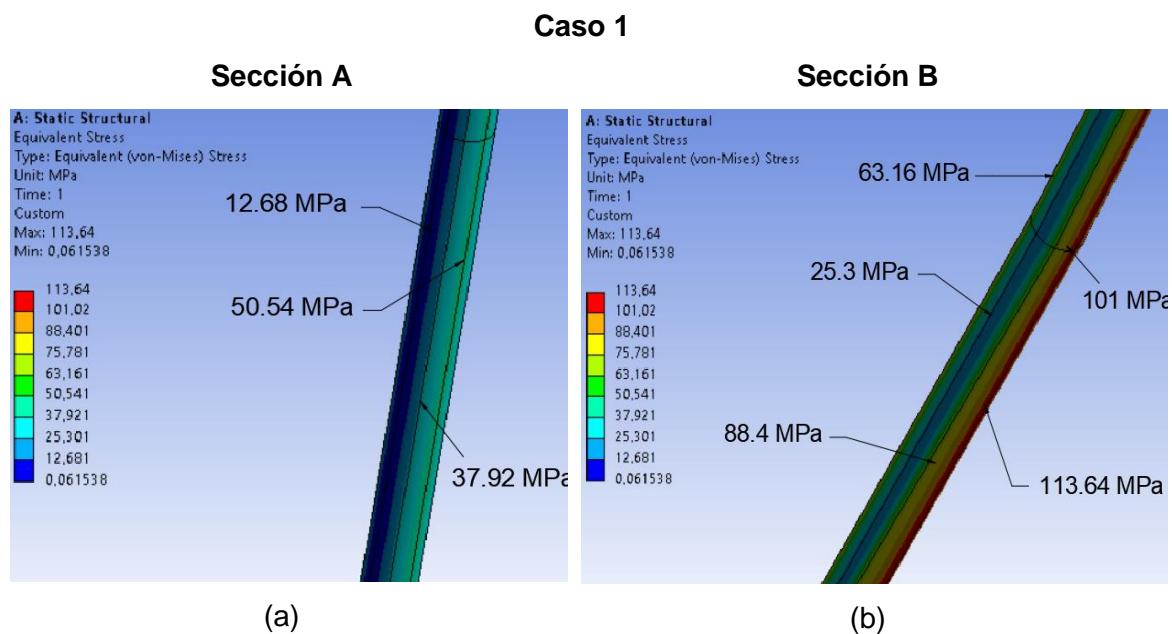 Caso 1
Sección A
Sección B
A: Static Structural
Equivalent Stress
Type: Equivalent (von-Mises) Stress
Unit: MPa
Time: 1
Custom
Max: 113,64
Min: 0,061538
113,64
101,02
88,401
75,781
63,161
50,541
37,921
25,301
12,681
0,061538
12.68 MPa
50.54 MPa
37.92 MPa
(a)
A: Static Structural
Equivalent Stress
Type: Equivalent (von-Mises) Stress
Unit: MPa
Time: 1
Custom
Max: 113,64
Min: 0,061538
113,64
101,02
88,401
75,781
63,161
50,541
37,921
25,301
12,681
0,061538
63.16 MPa
25.3 MPa
101 MPa
88.4 MPa
113.64 MPa
(b)